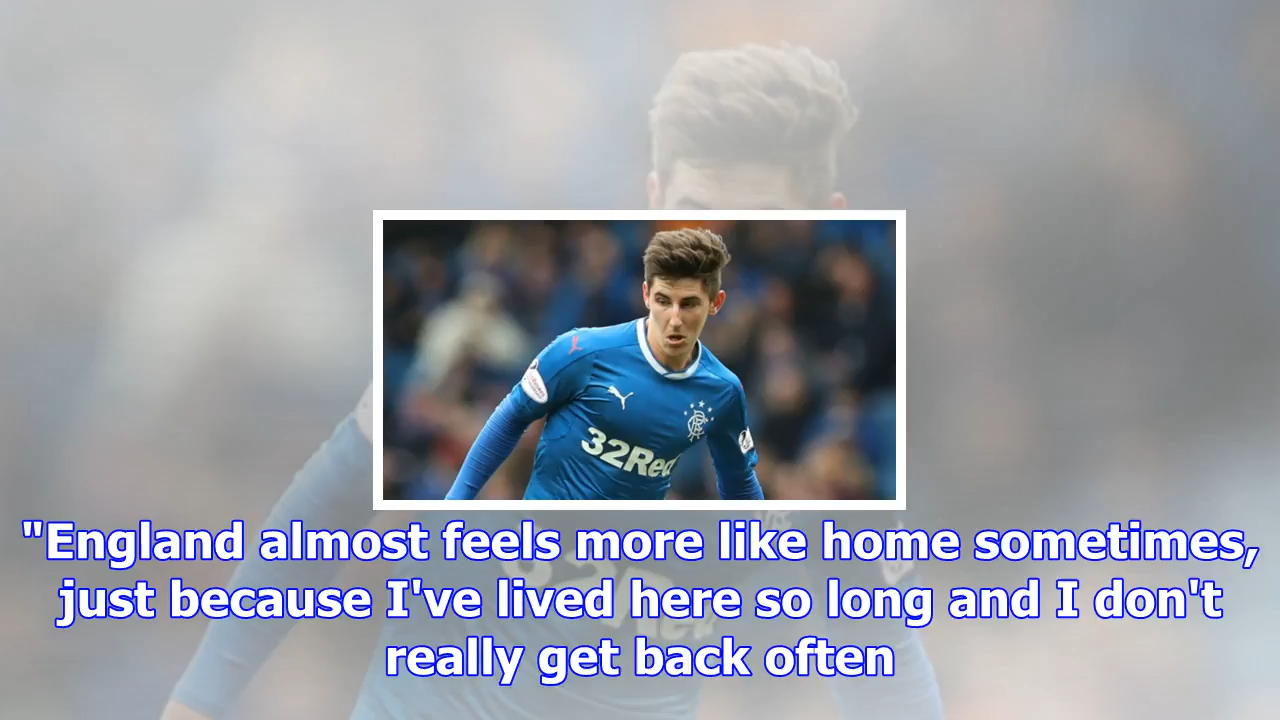 32Red
"England almost feels more like home sometimes,
just because I've lived here so long and I don't
really get back often